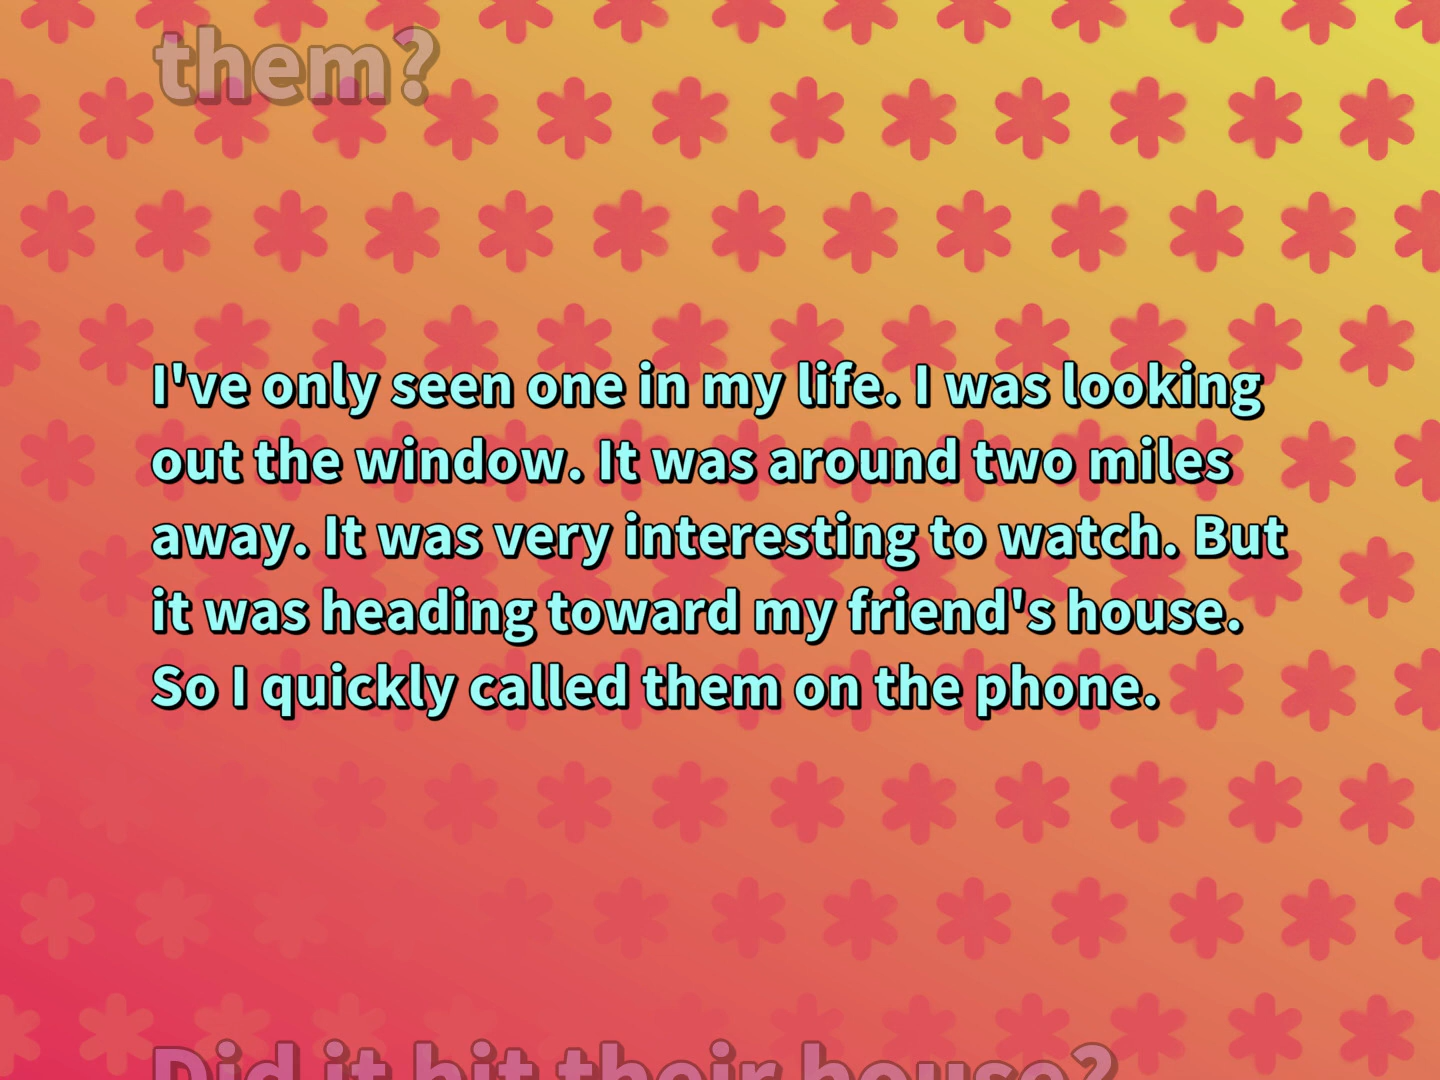 them?
I've only seen one in my life. I was looking
out the window. It was around two miles
away. It was very interesting to watch. But
it was heading toward my friend's house.
So I quickly called them on the phone.
Did it hit their house?